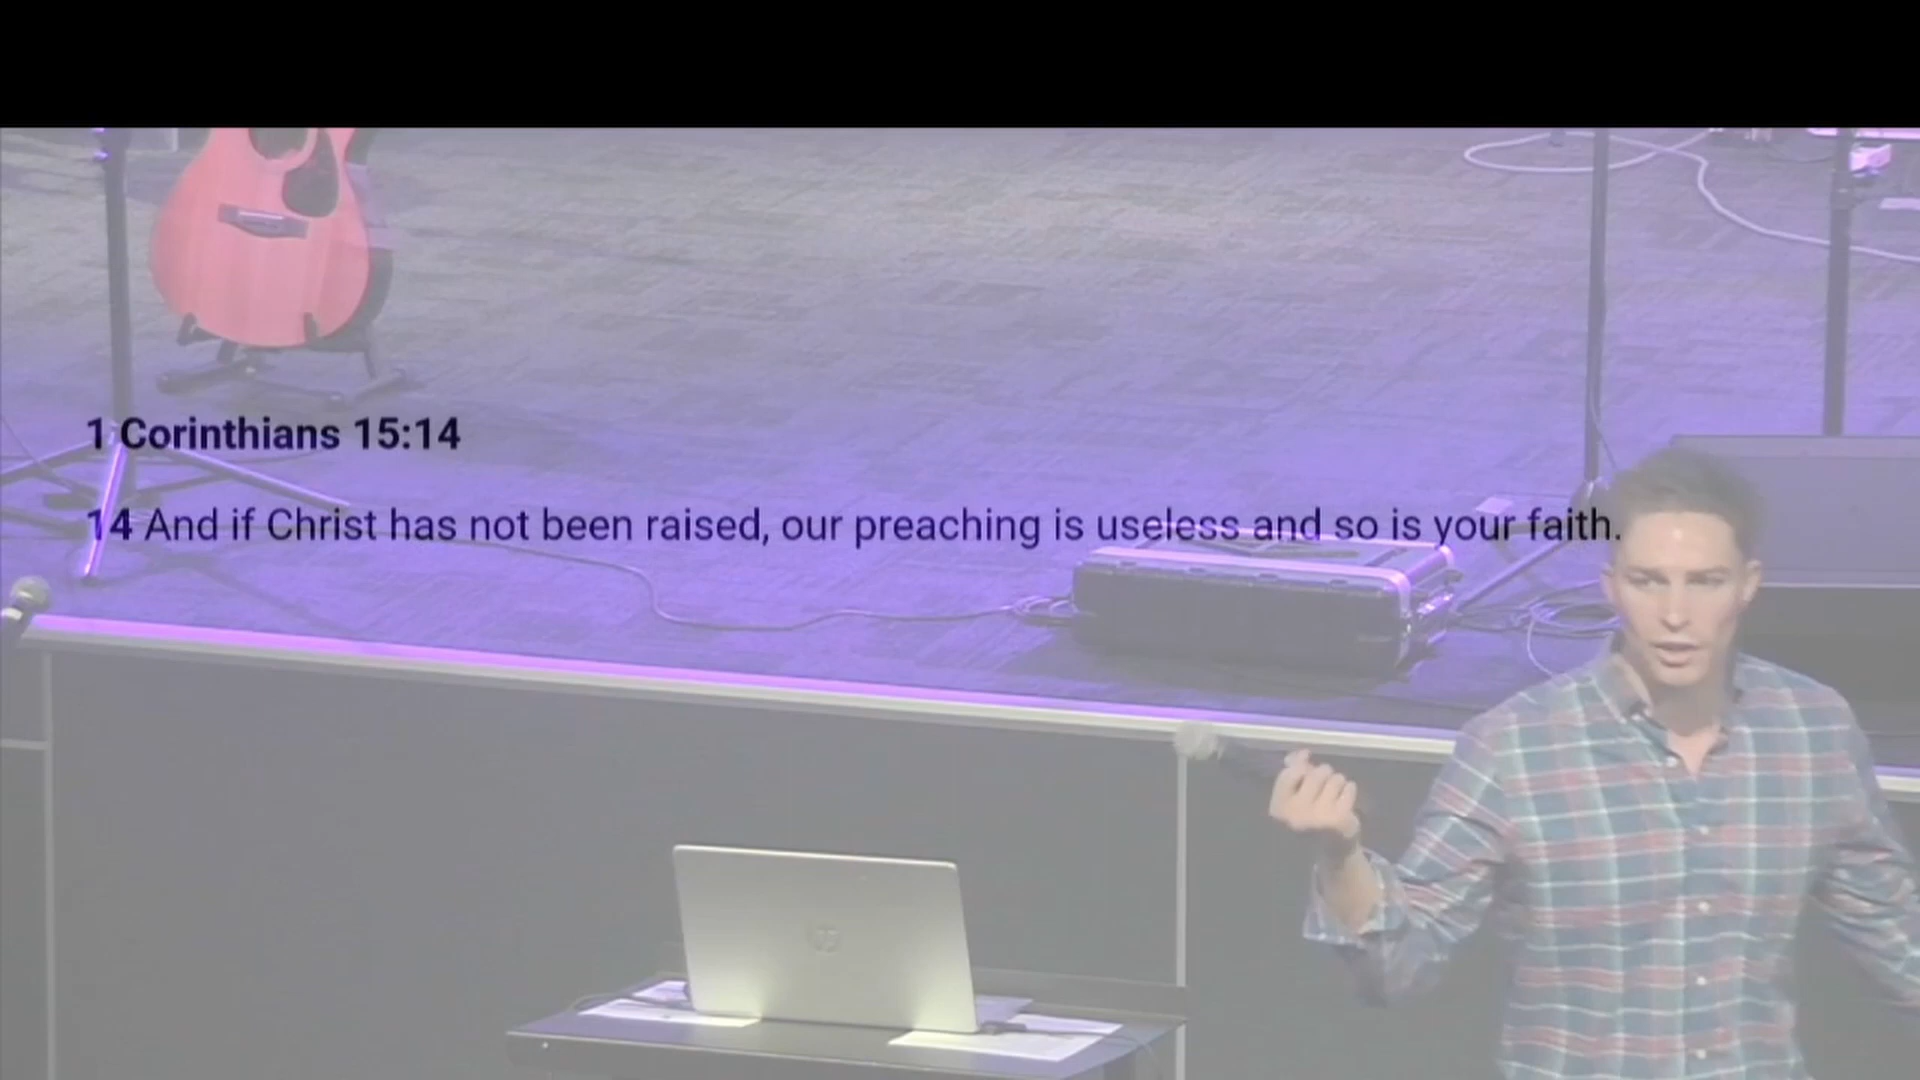 1 Corinthians 15:14
14 And if Christ has not been raised, our preaching is useless and so is your faith.